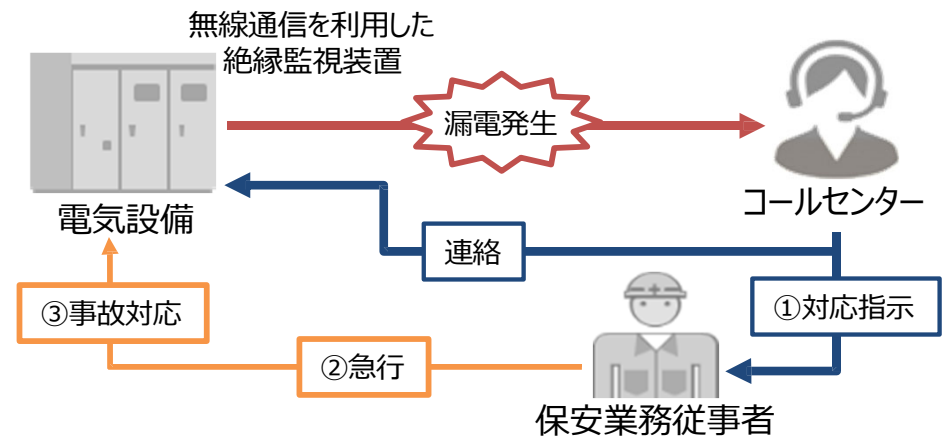 無線通信を利用した
絶縁監視装置
漏電発生
電気設備
コールセンター
連絡
③事故対応
①対応指示
②急行
保安業務従事者